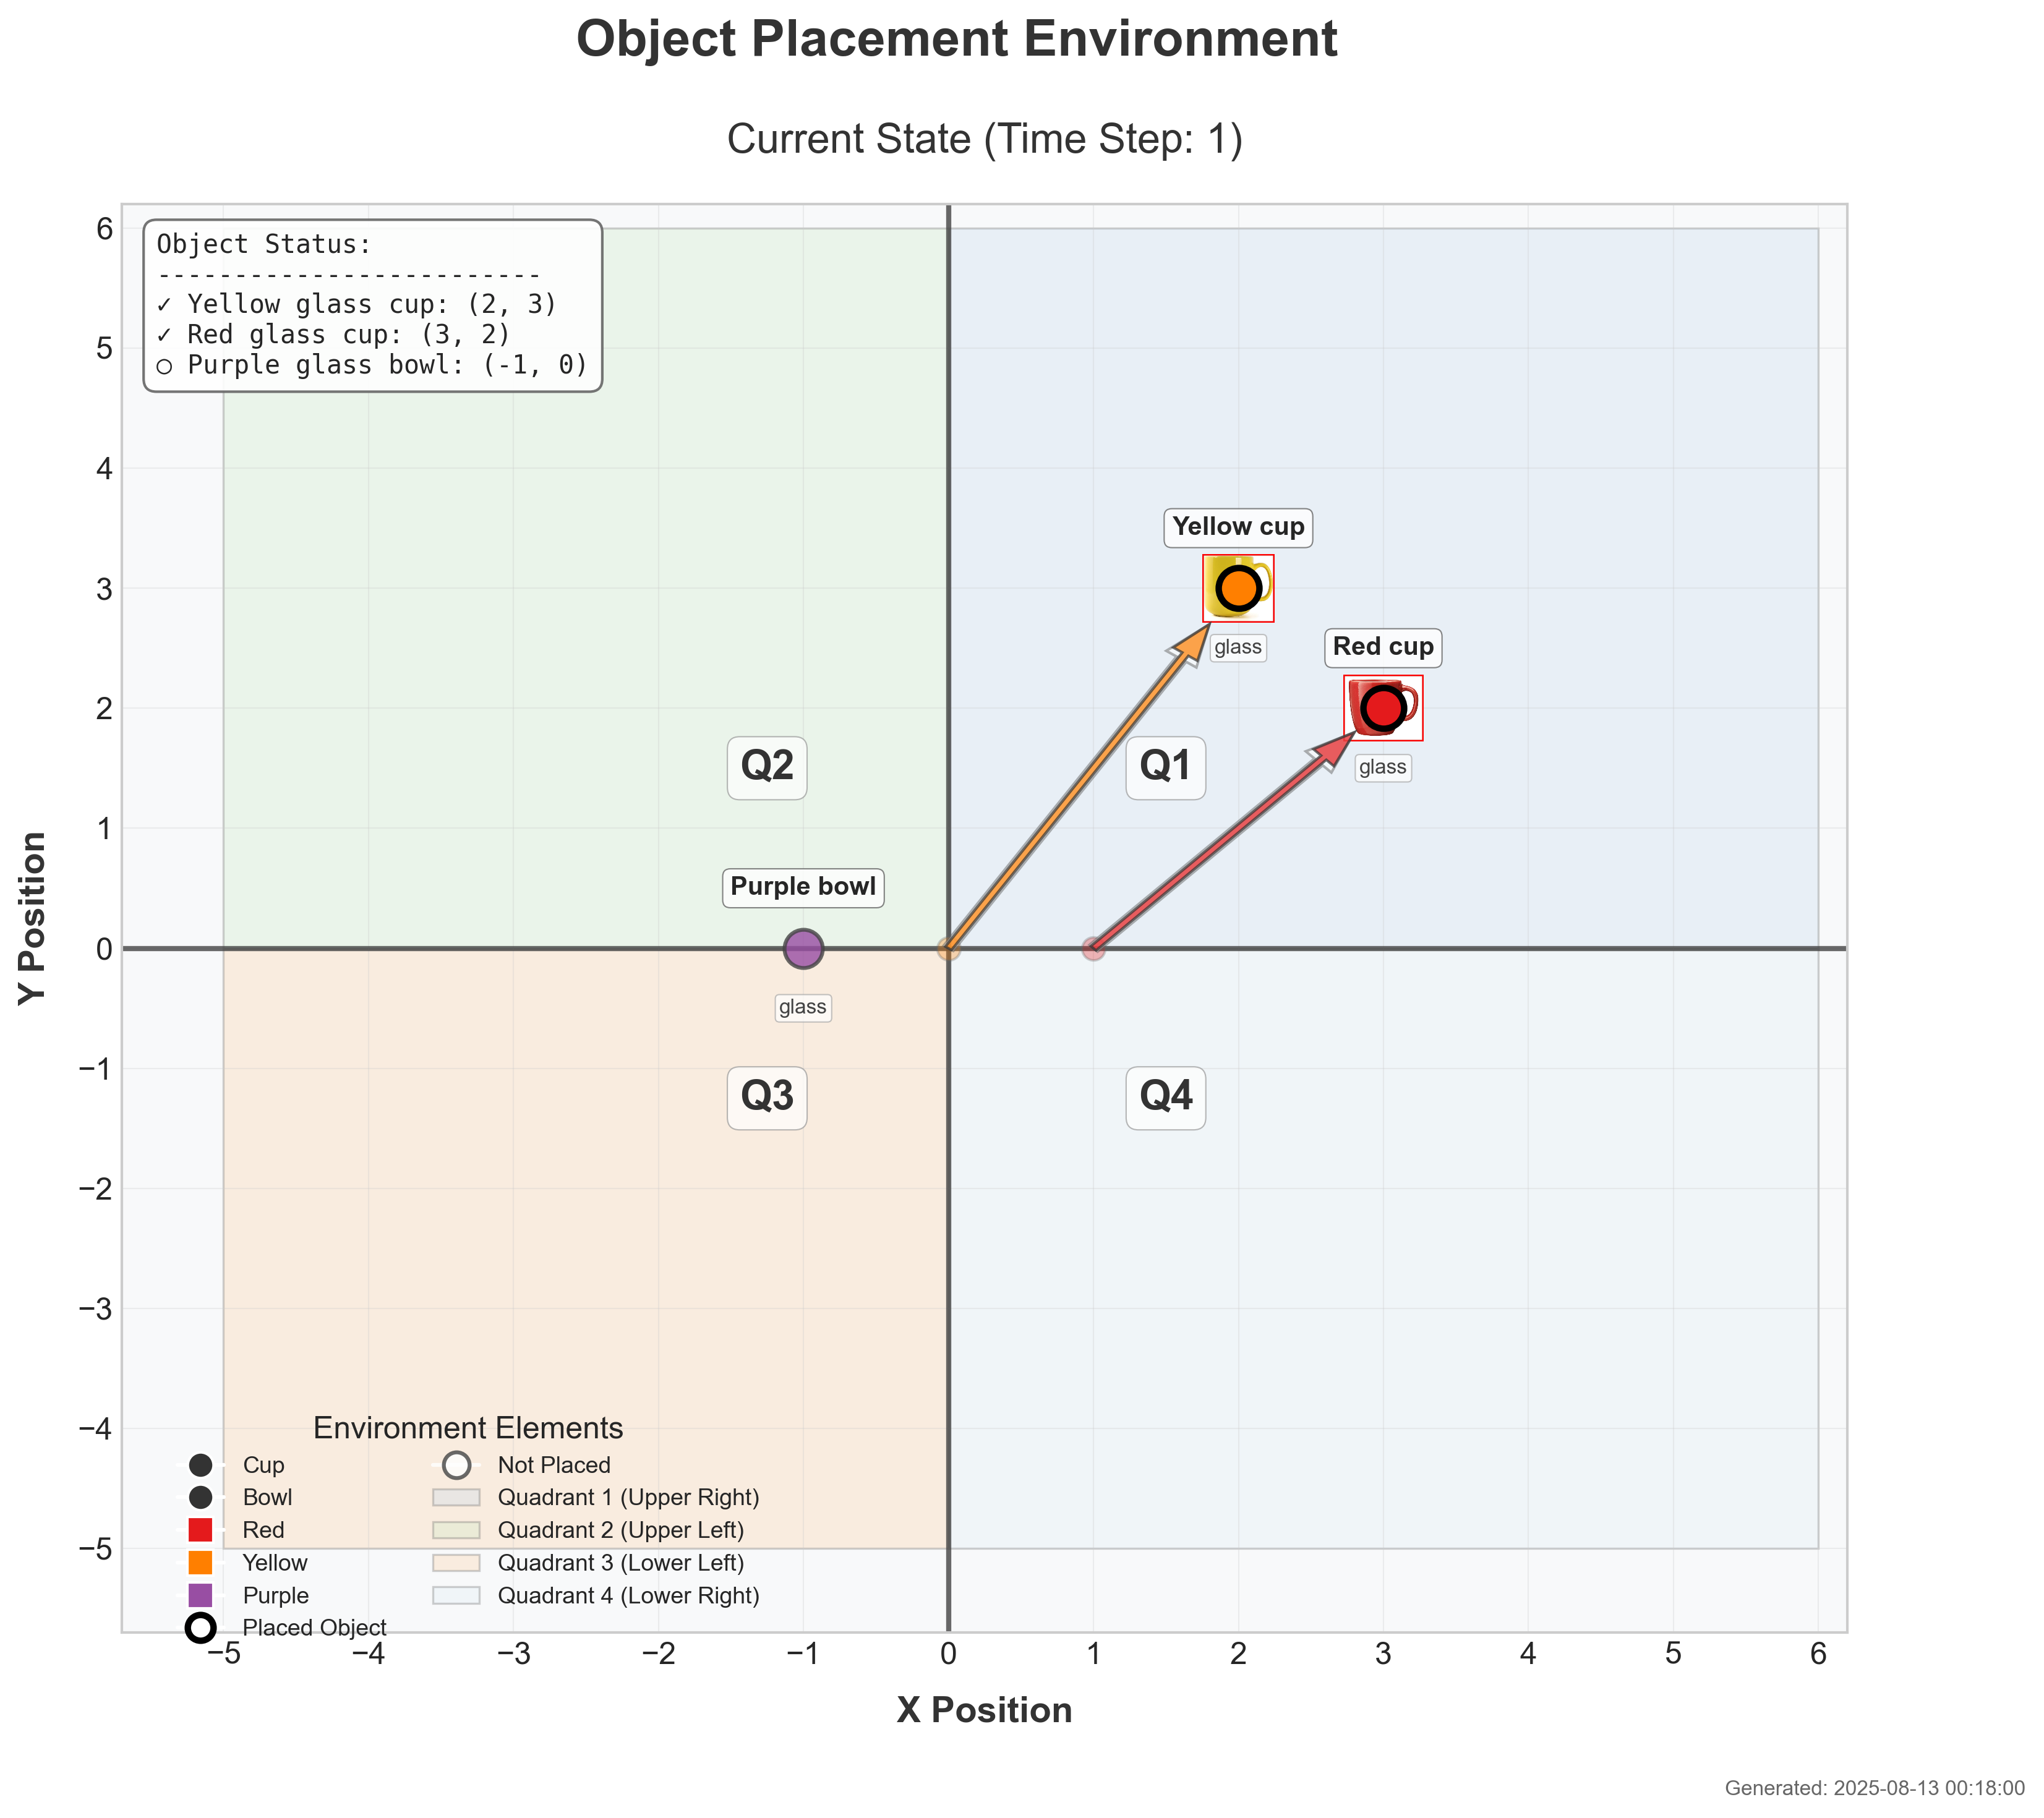 Object Placement Environment
Current State (Time Step: 1)
Object Status:
-------------------------
✓ Yellow glass cup: (2, 3)
✓ Red glass cup: (3, 2)
○ Purple glass bowl: (-1, 0)
6
5
4
3
2
1
0
−1
−2
−3
−4
−5
Y Position
Yellow cup
glass
Red cup
glass
Q2
Q1
Purple bowl
glass
Q3
Q4
Environment Elements
Cup
Bowl
Red
Yellow
Purple
Placed Object
Not Placed
Quadrant 1 (Upper Right)
Quadrant 2 (Upper Left)
Quadrant 3 (Lower Left)
Quadrant 4 (Lower Right)
−5 −4 −3 −2 −1 0 1 2 3 4 5 6
X Position
Generated: 2025-08-13 00:18:00